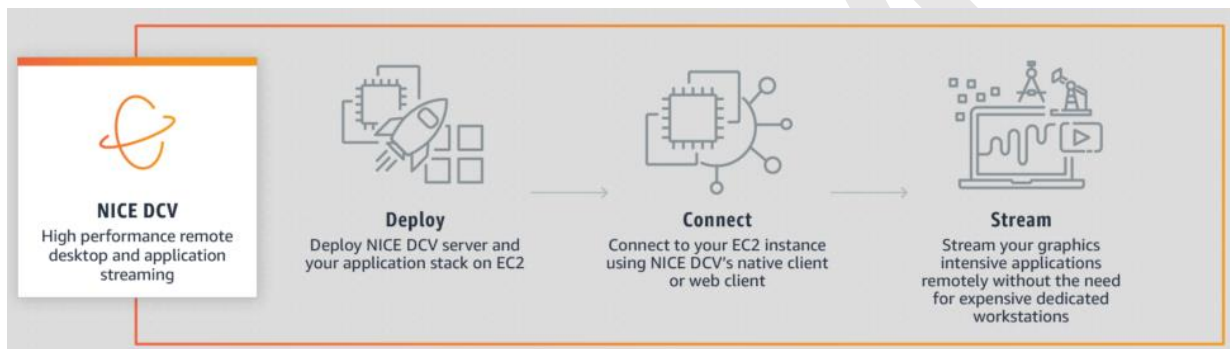 NICE DCV
High performance remote
desktop and application
streaming
Deploy
Deploy NICE DCV server and
your application stack on EC2
Connect
Connect to your EC2 instance
using NICE DCV's native client
or web client
Stream
Stream your graphics
intensive applications
remotely without the need
for expensive dedicated
workstations